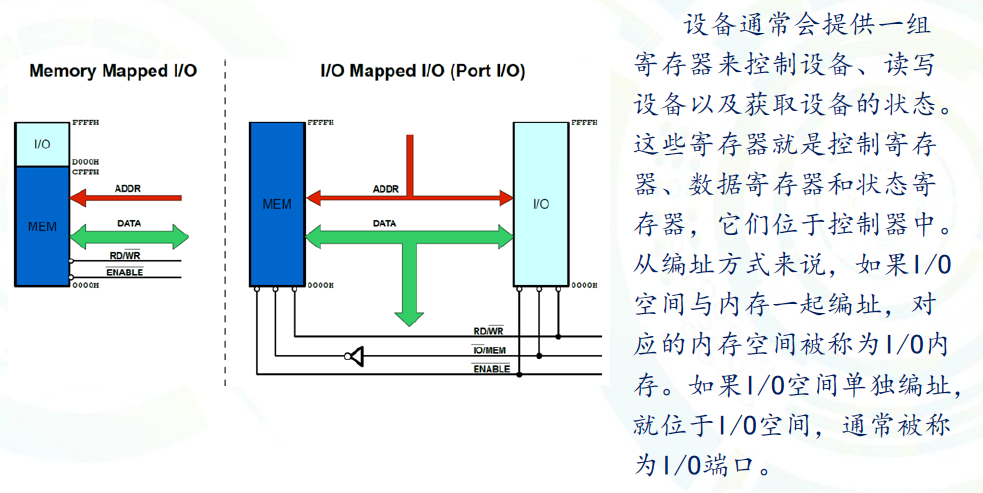 Memory Mapped I/O
FFFFH
I/O
D000H
CFFFH
ADDR
MEM
DATA
RD/WR
ENABLE
0000H
I/O Mapped I/O (Port I/O)
FFFFH
FFFFH
ADDR
MEM
I/O
DATA
0000H
0000H
RD/WR
IO/MEM
ENABLE
设备通常会提供一组
寄存器来控制设备、读写
设备以及获取设备的状态。
这些寄存器就是控制寄存
器、数据寄存器和状态寄
存器，它们位于控制器中。
从编址方式来说，如果I/O
空间与内存一起编址，对
应的内存空间被称为I/O内
存。如果I/O空间单独编址，
就位于I/O空间，通常被称
为I/O端口。